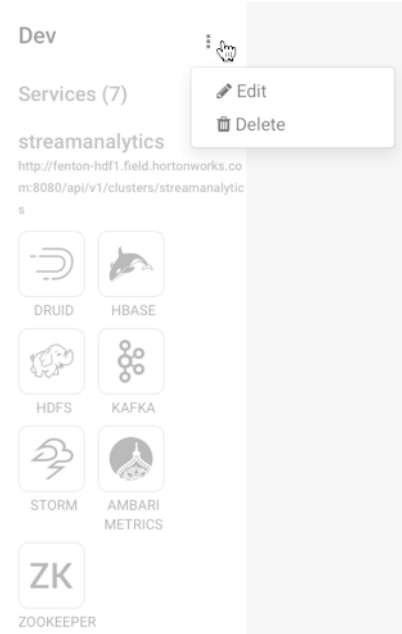 Dev
Edit
Delete
Services (7)
streamanalytics
http://fenton-hdf1.field.hortonworks.co
m:8080/api/v1/clusters/streamanalytic
s
DRUID
HBASE
HDFS
KAFKA
STORM
AMBARI
METRICS
ZK
ZOOKEEPER